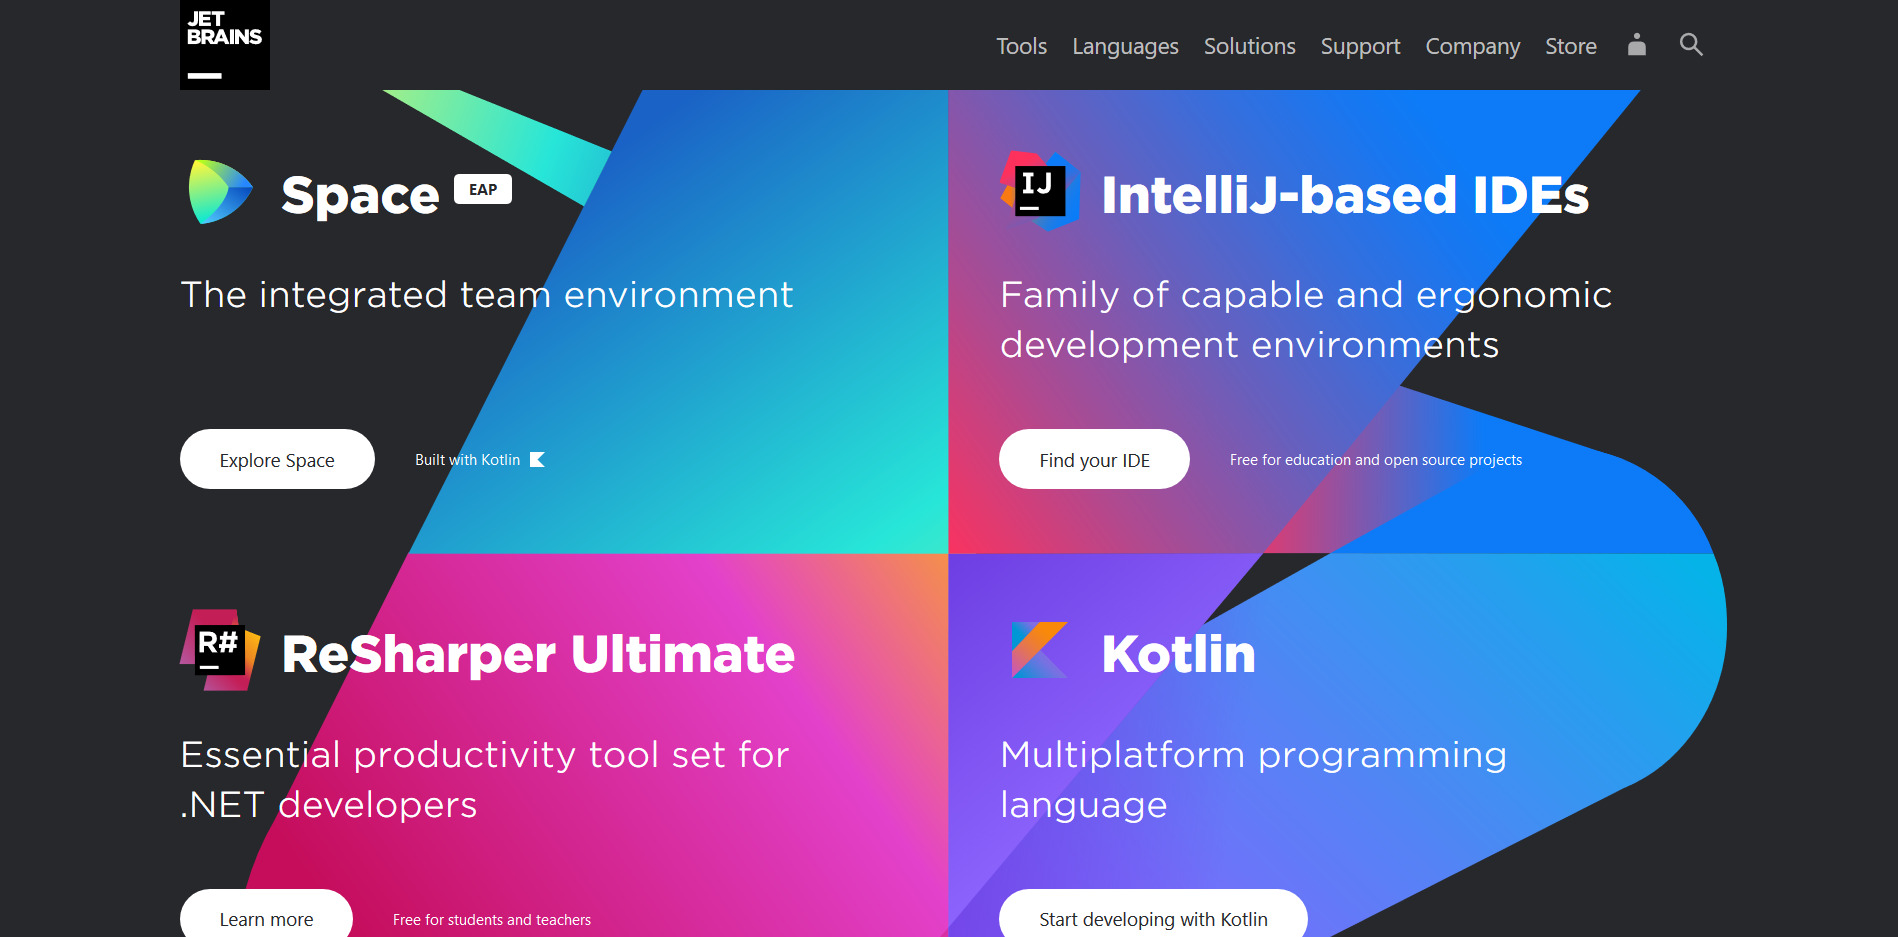 JET
BRAINS
Tools Languages Solutions Support Company Store
Space EAP
The integrated team environment
Explore Space
Built with Kotlin
IJ
IntelliJ-based IDEs
Family of capable and ergonomic
development environments
Find your IDE
Free for education and open source projects
R#
ReSharper Ultimate
Essential productivity tool set for
.NET developers
Learn more
Free for students and teachers
Kotlin
Multiplatform programming
language
Start developing with Kotlin